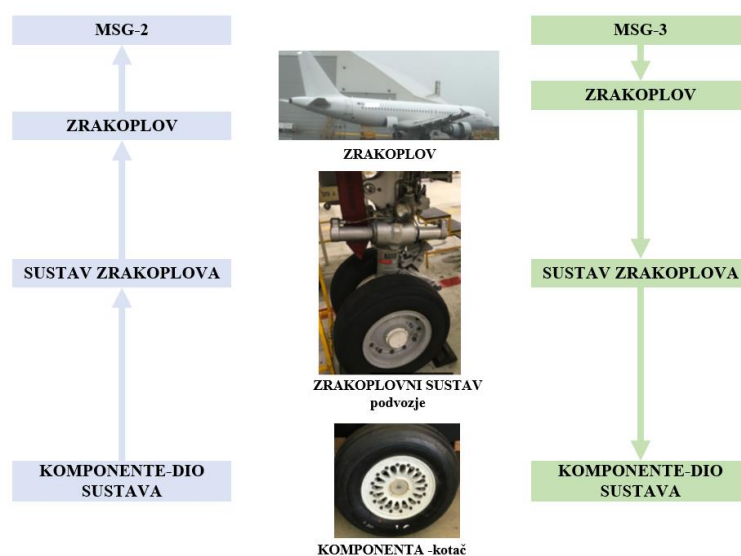 MSG-2
ZRAKOPLOV
SUSTAV ZRAKOPLOVA
KOMPONENTE-DIO
SUSTAVA
ZRAKOPLOV
ZRAKOPLOVNI SUSTAV
podvozje
KOMPONENTA -kotač
MSG-3
ZRAKOPLOV
SUSTAV ZRAKOPLOVA
KOMPONENTE-DIO
SUSTAVA